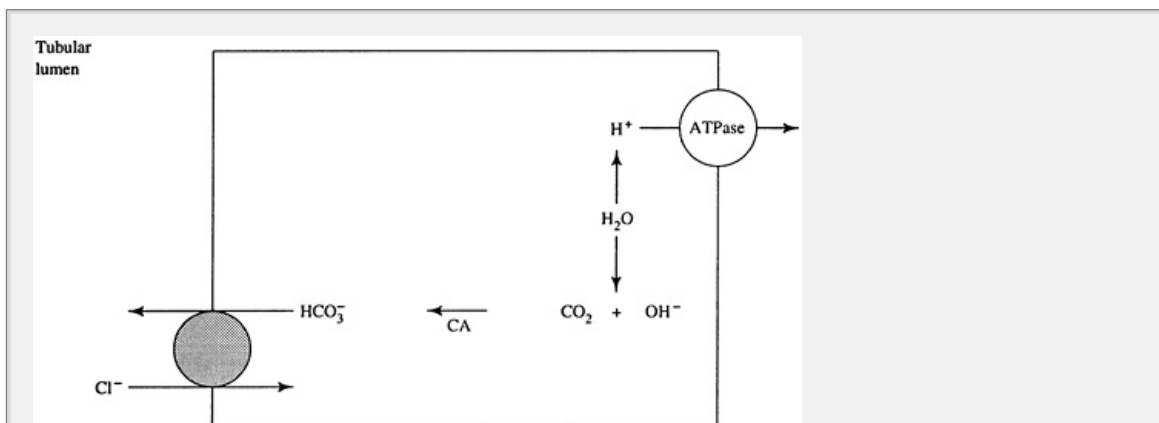 Tubular
lumen
H⁺
ATPase
H₂O
HCO₃⁻
CA
CO₂ + OH⁻
Cl⁻